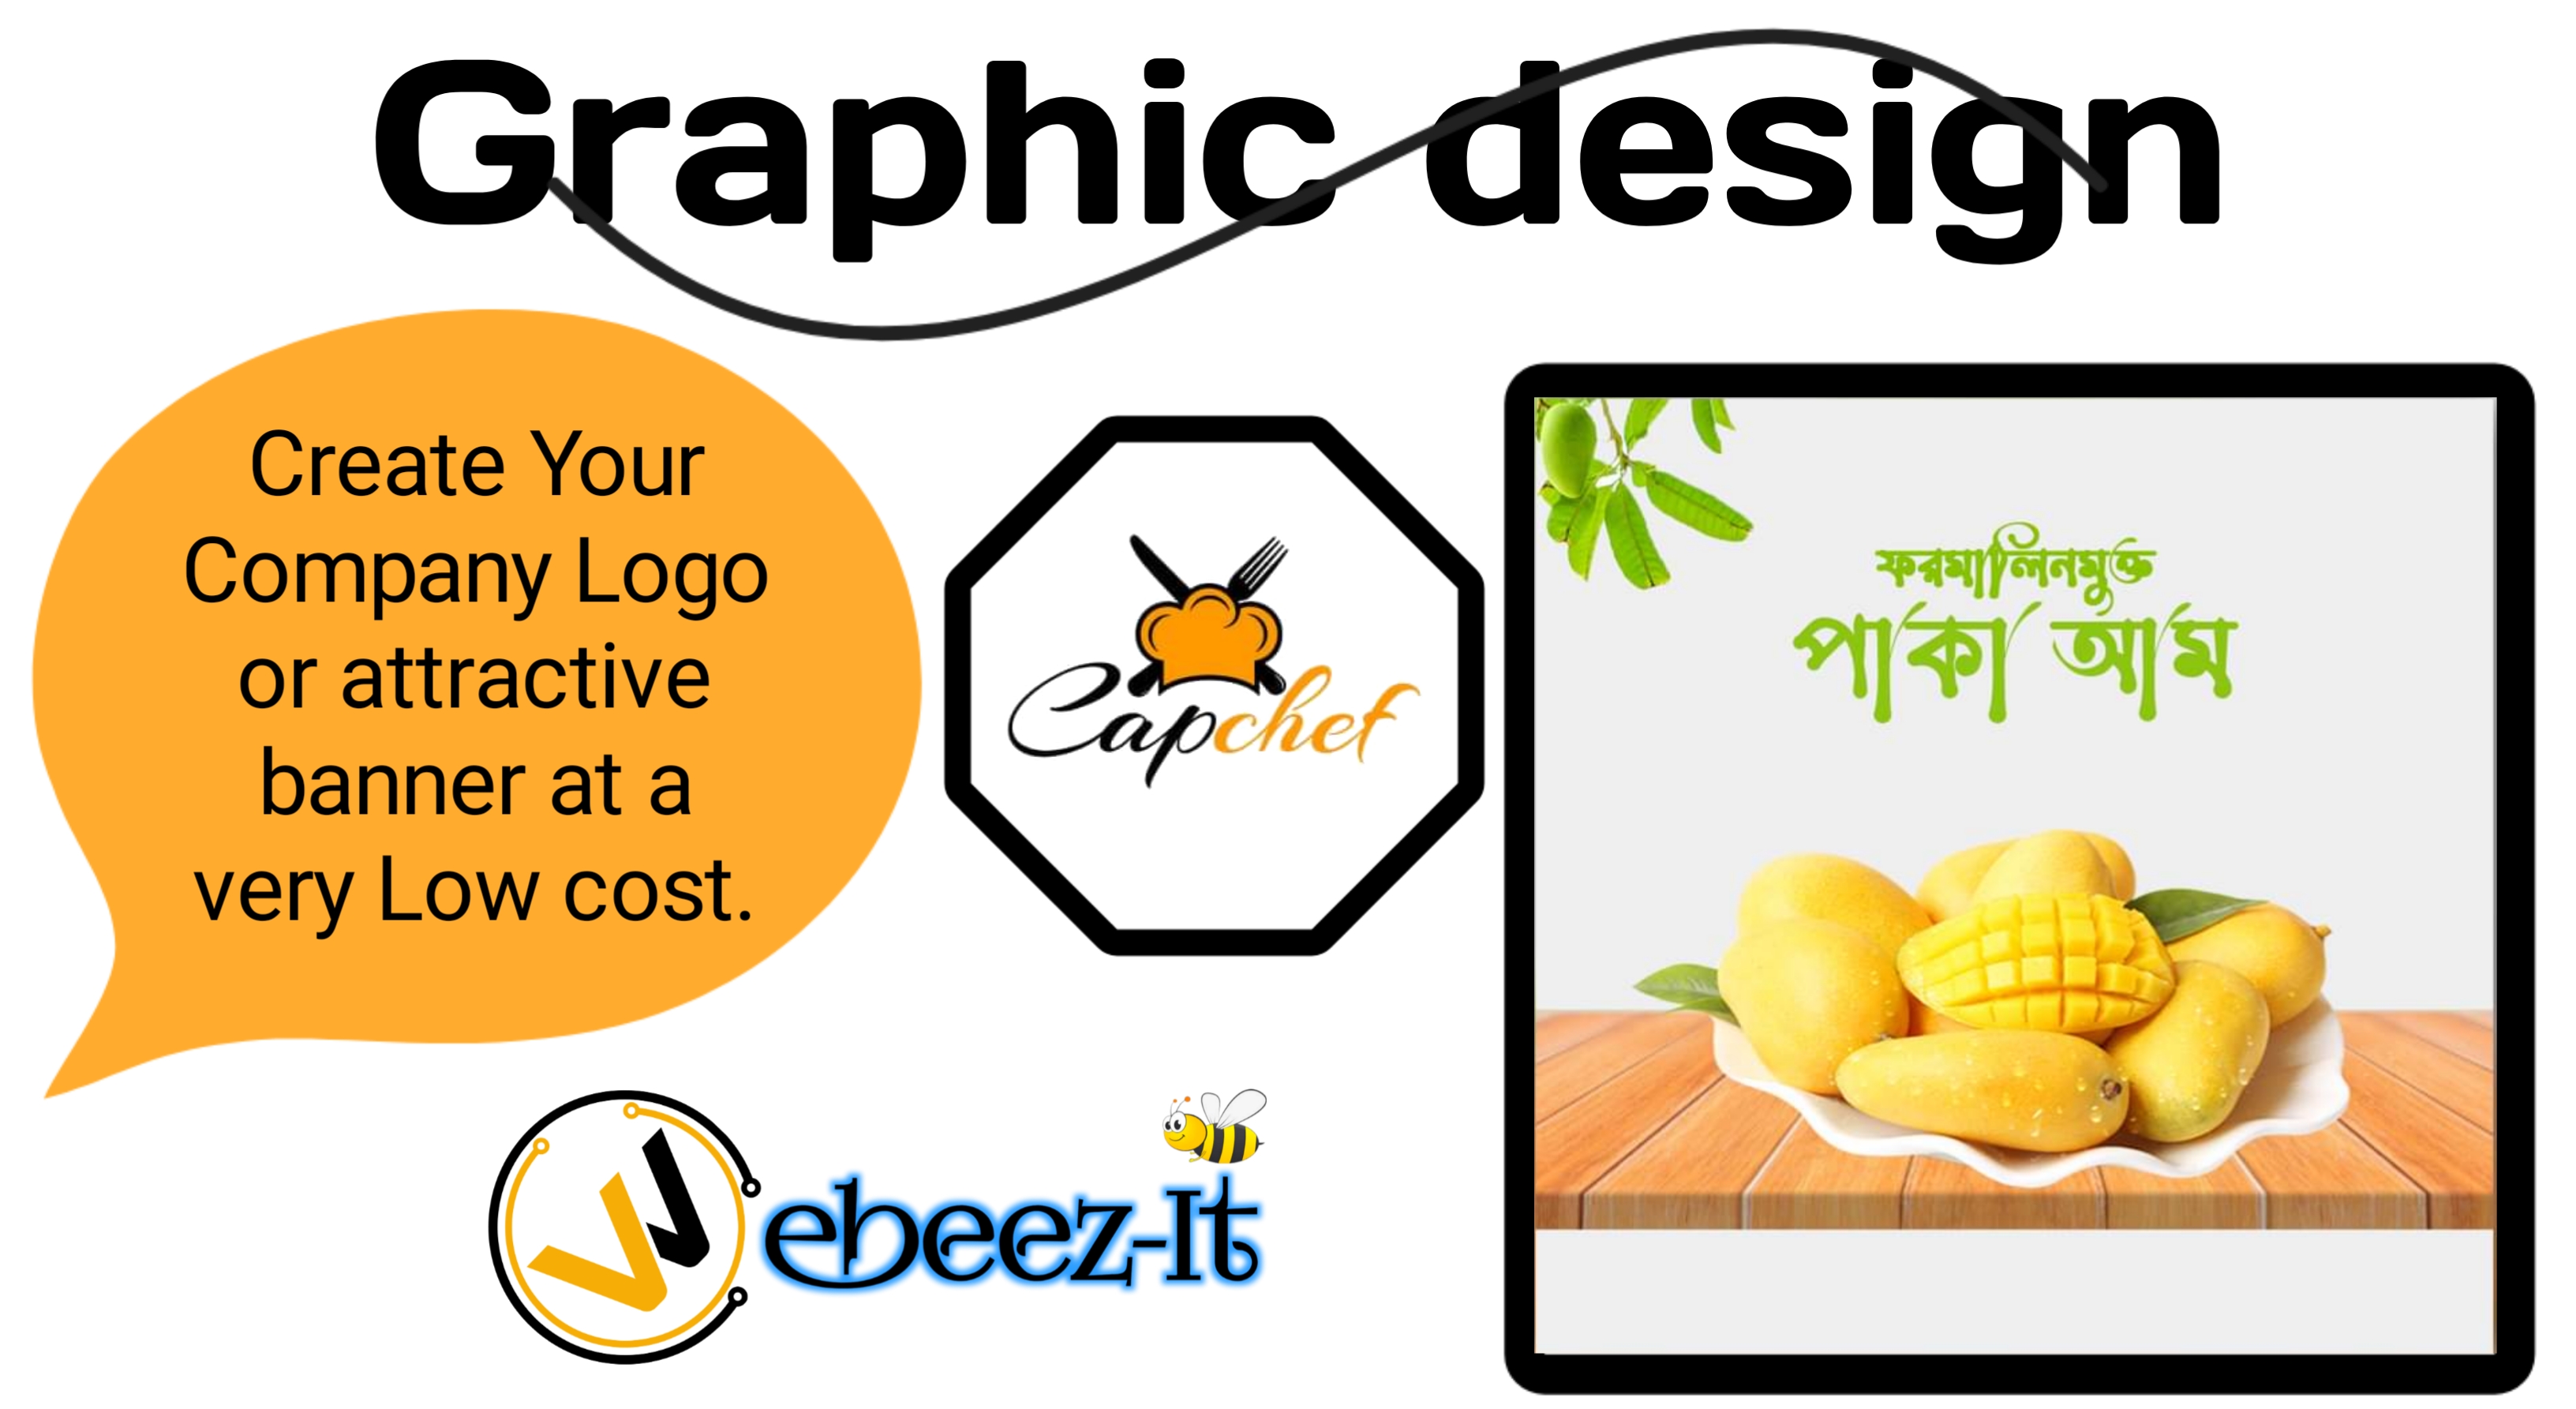 Graphic design
Create Your
Company Logo
or attractive
banner at a
very Low cost.
Capchef
ফরমালিনমুক্ত
পাকা আম
Webeez-It